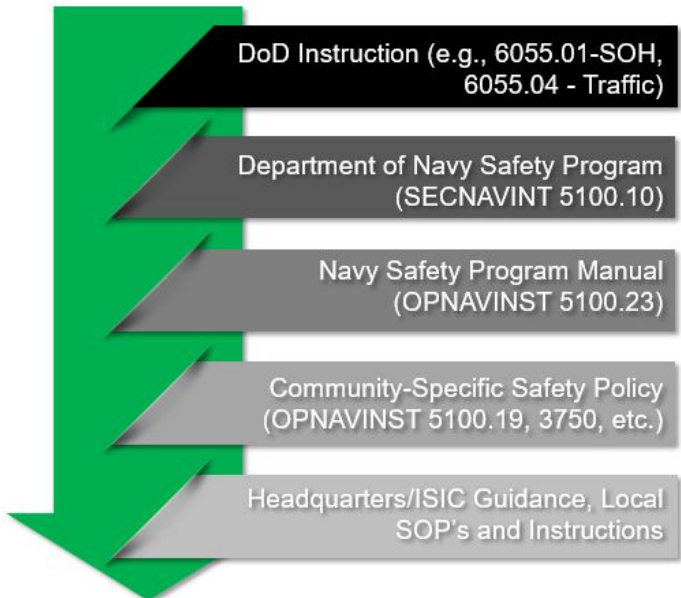 DoD Instruction (e.g., 6055.01-SOH,
6055.04 - Traffic)
Department of Navy Safety Program
(SECNAVINT 5100.10)
Navy Safety Program Manual
(OPNAVINST 5100.23)
Community-Specific Safety Policy
(OPNAVINST 5100.19, 3750, etc.)
Headquarters/ISIC Guidance, Local
SOP's and Instructions